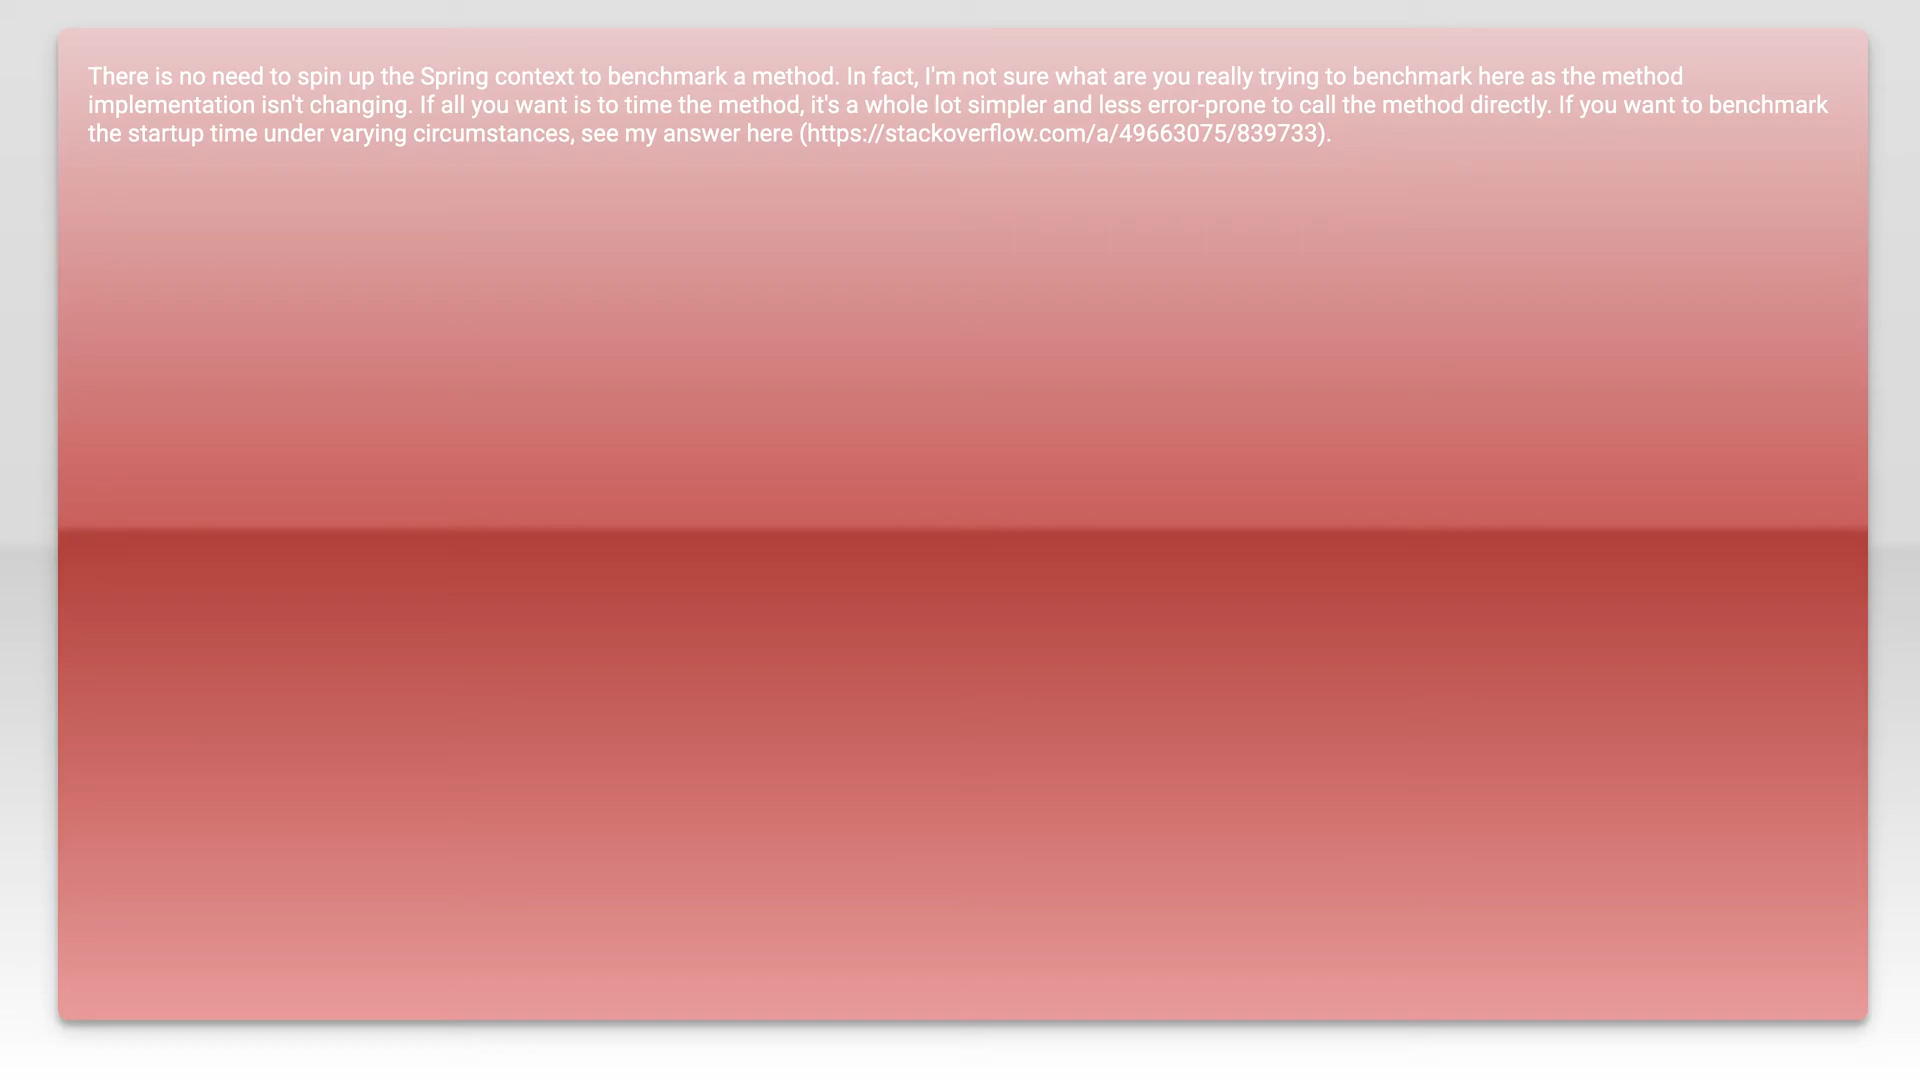 There is no need to spin up the Spring context to benchmark a method. In fact, I'm not sure what are you really trying to benchmark here as the method
implementation isn't changing. If all you want is to time the method, it's a whole lot simpler and less error-prone to call the method directly. If you want to benchmark
the startup time under varying circumstances, see my answer here (https://stackoverflow.com/a/49663075/839733).